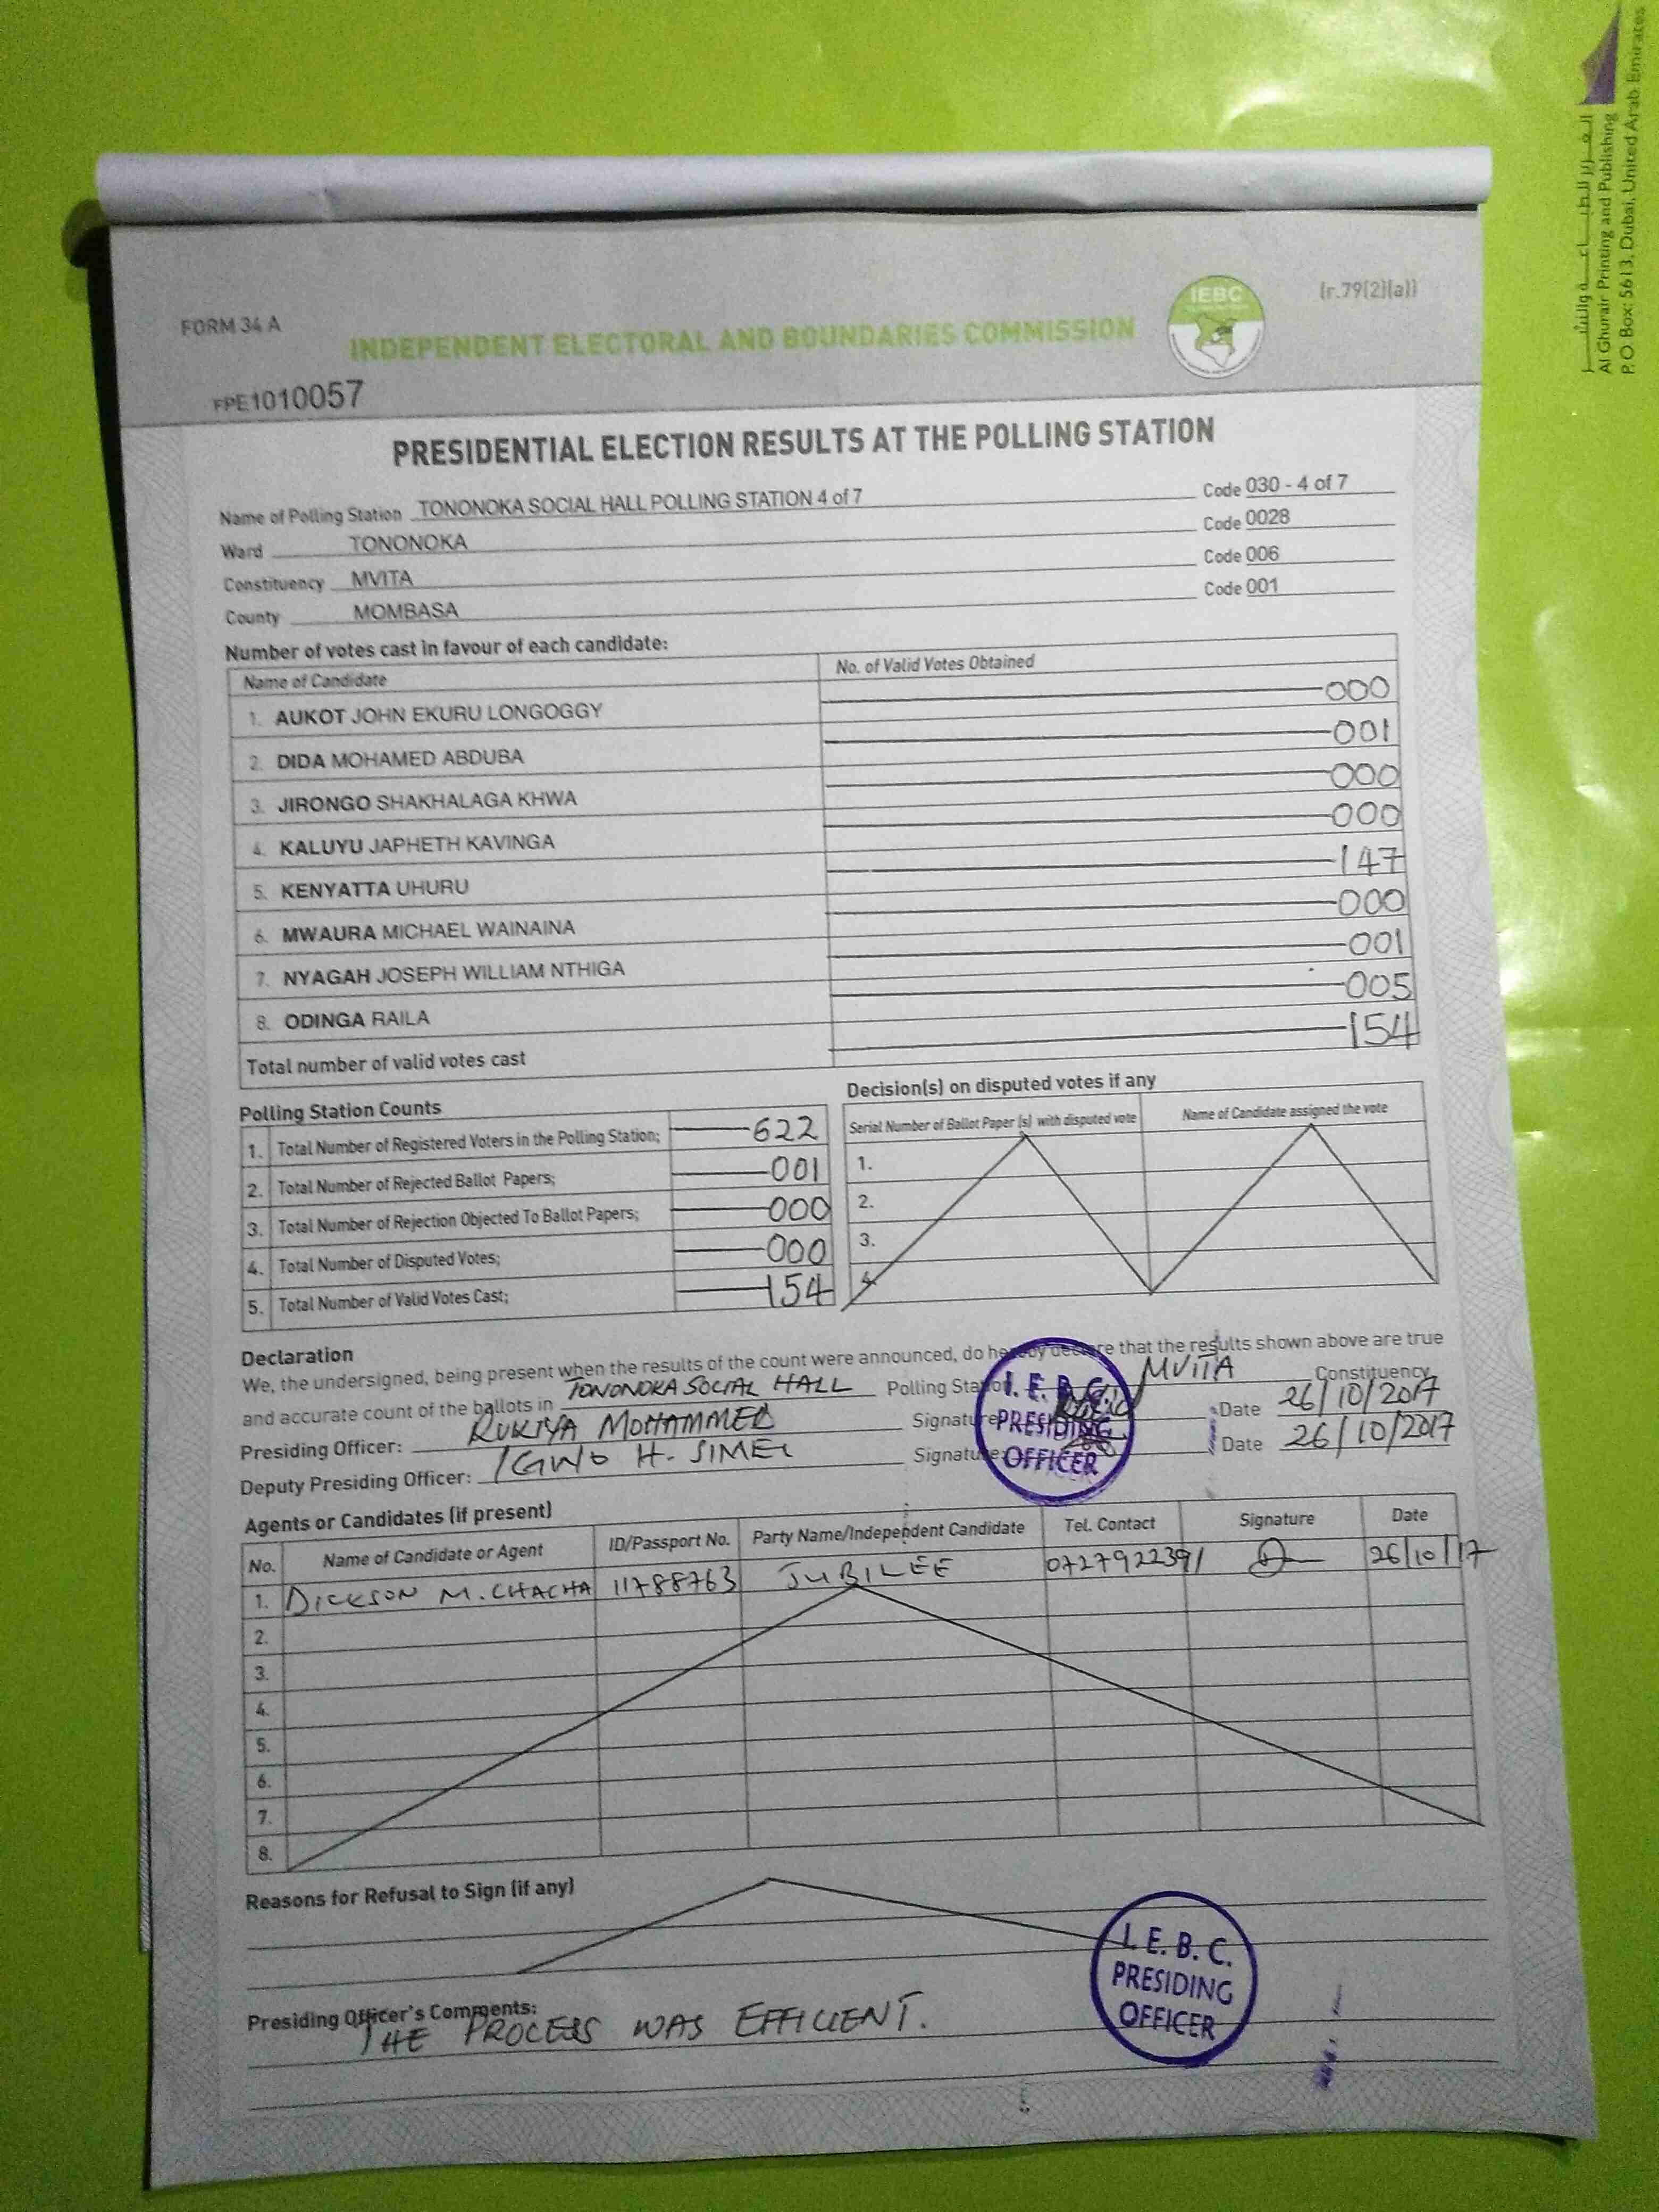 الغرير للطباعة والنشر
Al Ghurair Printing and Publishing
P.O. Box: 5613, Dubai, United Arab Emirates
FORM 34 A
(r.79(2)(a))
IEBC
INDEPENDENT ELECTORAL AND BOUNDARIES COMMISSION
FPE1010057
PRESIDENTIAL ELECTION RESULTS AT THE POLLING STATION
Name of Polling Station TONONOKA SOCIAL HALL POLLING STATION 4 of 7 Code 030 - 4 of 7
Ward TONONOKA Code 0028
Constituency MVITA Code 006
County MOMBASA Code 001
Number of votes cast in favour of each candidate:
Name of Candidate No. of Valid Votes Obtained
1. AUKOT JOHN EKURU LONGOGGY 000
2. DIDA MOHAMED ABDUBA 001
3. JIRONGO SHAKHALAGA KHWA 000
4. KALUYU JAPHETH KAVINGA 000
5. KENYATTA UHURU 147
6. MWAURA MICHAEL WAINAINA 000
7. NYAGAH JOSEPH WILLIAM NTHIGA 001
8. ODINGA RAILA 005
Total number of valid votes cast 154
Polling Station Counts
1. Total Number of Registered Voters in the Polling Station; 622
2. Total Number of Rejected Ballot Papers; 001
3. Total Number of Rejection Objected To Ballot Papers; 000
4. Total Number of Disputed Votes; 000
5. Total Number of Valid Votes Cast; 154
Decision(s) on disputed votes if any
Serial Number of Ballot Paper (s) with disputed vote Name of Candidate assigned the vote
1.
2.
3.
4.
Declaration
We, the undersigned, being present when the results of the count were announced, do hereby declare that the results shown above are true
and accurate count of the ballots in TONONOKA SOCIAL HALL Polling Station MVITA Constituency
Presiding Officer: RUKIYA MOHAMMED Signature Date 26/10/2017
Deputy Presiding Officer: H. Signature Date 26/10/2017
I. E. B. C.
PRESIDING
OFFICER
Agents or Candidates (if present)
No. Name of Candidate or Agent ID/Passport No. Party Name/Independent Candidate Tel. Contact Signature Date
1. DICKSON M. CHACHA 11788763 JUBILEE 0727922391 26/10/17
2.
3.
4.
5.
6.
7.
8.
Reasons for Refusal to Sign (if any)
I. E. B. C.
PRESIDING
OFFICER
Presiding Officer's Comments:
THE PROCESS WAS EFFICIENT.